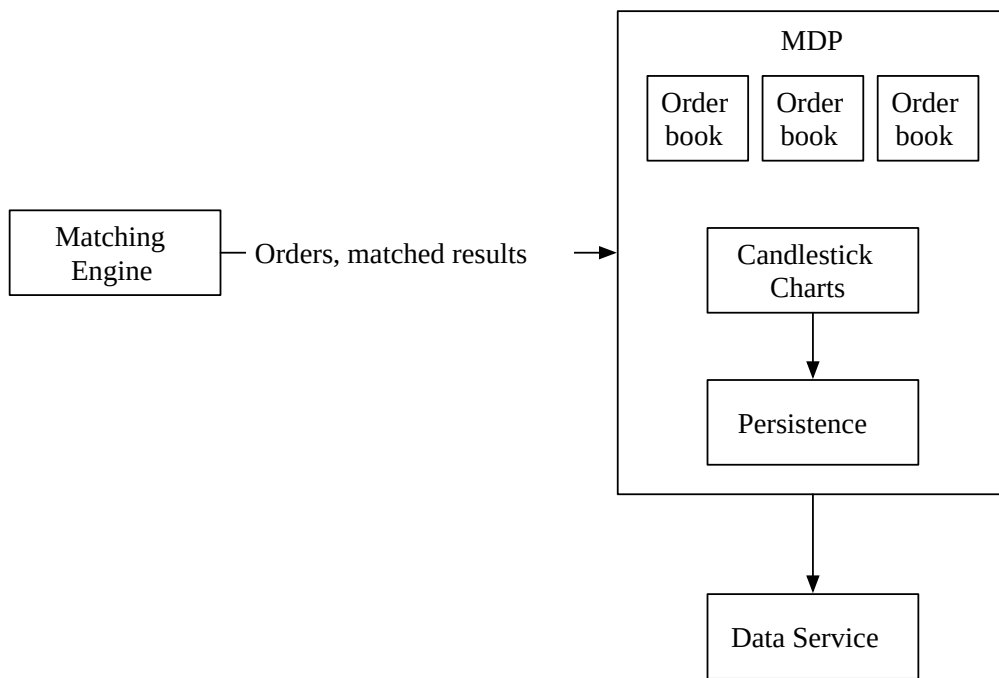 MDP
Order
book
Order
book
Order
book
Matching
Engine
Orders, matched results
Candlestick
Charts
Persistence
Data Service